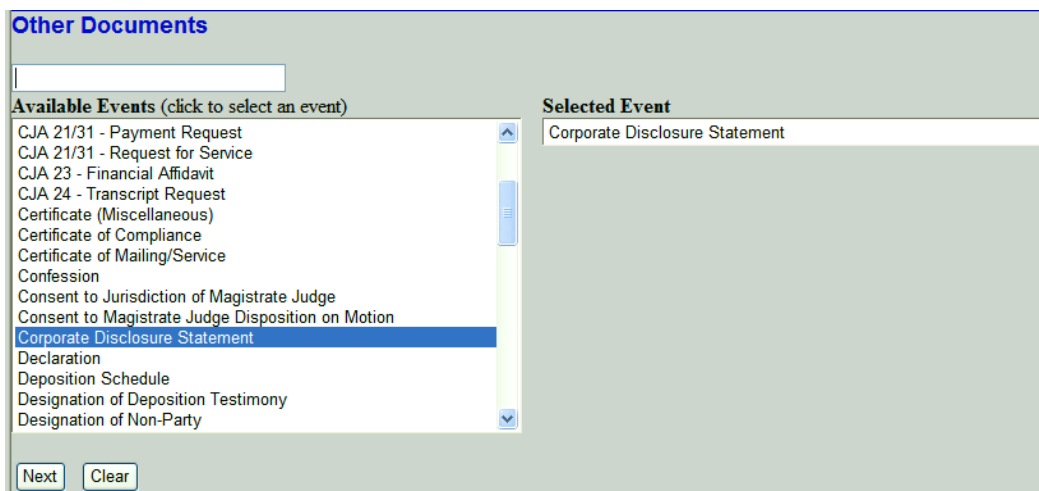 Other Documents
Available Events (click to select an event)
CJA 21/31 - Payment Request
CJA 21/31 - Request for Service
CJA 23 - Financial Affidavit
CJA 24 - Transcript Request
Certificate (Miscellaneous)
Certificate of Compliance
Certificate of Mailing/Service
Confession
Consent to Jurisdiction of Magistrate Judge
Consent to Magistrate Judge Disposition on Motion
Corporate Disclosure Statement
Declaration
Deposition Schedule
Designation of Deposition Testimony
Designation of Non-Party
Selected Event
Corporate Disclosure Statement
Next Clear